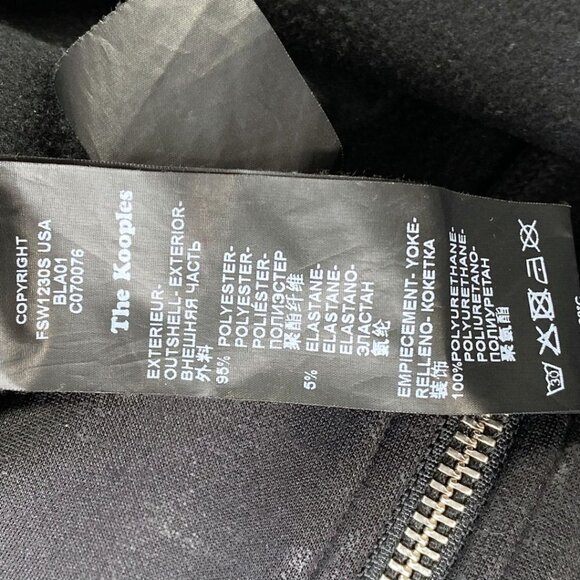 COPYRIGHT
FSW1230S USA
BLA01
C070076
The Kooples
EXTERIEUR-
OUTSHELL- EXTERIOR-
ВНЕШНЯЯ ЧАСТЬ
外料
95% POLYESTER-
POLYESTER-
POLIESTER-
ПОЛИЭСТЕР
聚酯纤维
5% ELASTANE-
ELASTANE-
ELASTANO-
ЭЛАСТАН
氨纶
EMPIECEMENT- YOKE-
RELLENO- КОКЕТКА
装饰
100%POLYURETHANE-
POLYURETHANE-
POLIURETANO-
ПОЛИУРЕТАН
聚氨酯
30